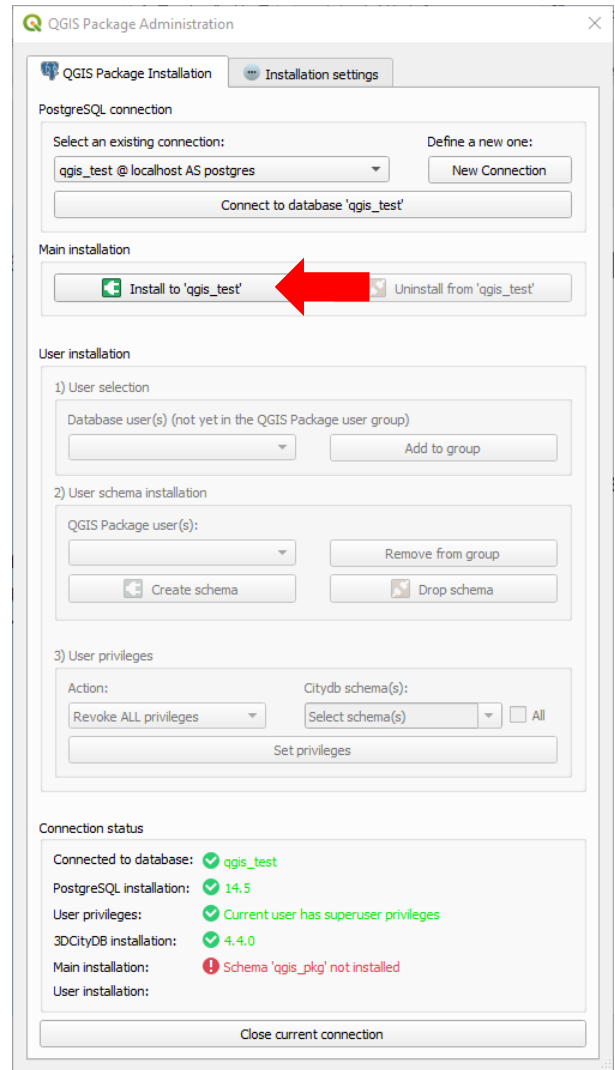 QGIS Package Administration
QGIS Package Installation
Installation settings
PostgreSQL connection
Select an existing connection:
Define a new one:
qgis_test @ localhost AS postgres
New Connection
Connect to database 'qgis_test'
Main installation
Install to 'qgis_test'
Uninstall from 'qgis_test'
User installation
1) User selection
Database user(s) (not yet in the QGIS Package user group)
Add to group
2) User schema installation
QGIS Package user(s):
Remove from group
Create schema
Drop schema
3) User privileges
Action:
Citydb schema(s):
Revoke ALL privileges
Select schema(s)
All
Set privileges
Connection status
Connected to database: qgis_test
PostgreSQL installation: 14.5
User privileges: Current user has superuser privileges
3DCityDB installation: 4.4.0
Main installation: Schema 'qgis_pkg' not installed
User installation:
Close current connection